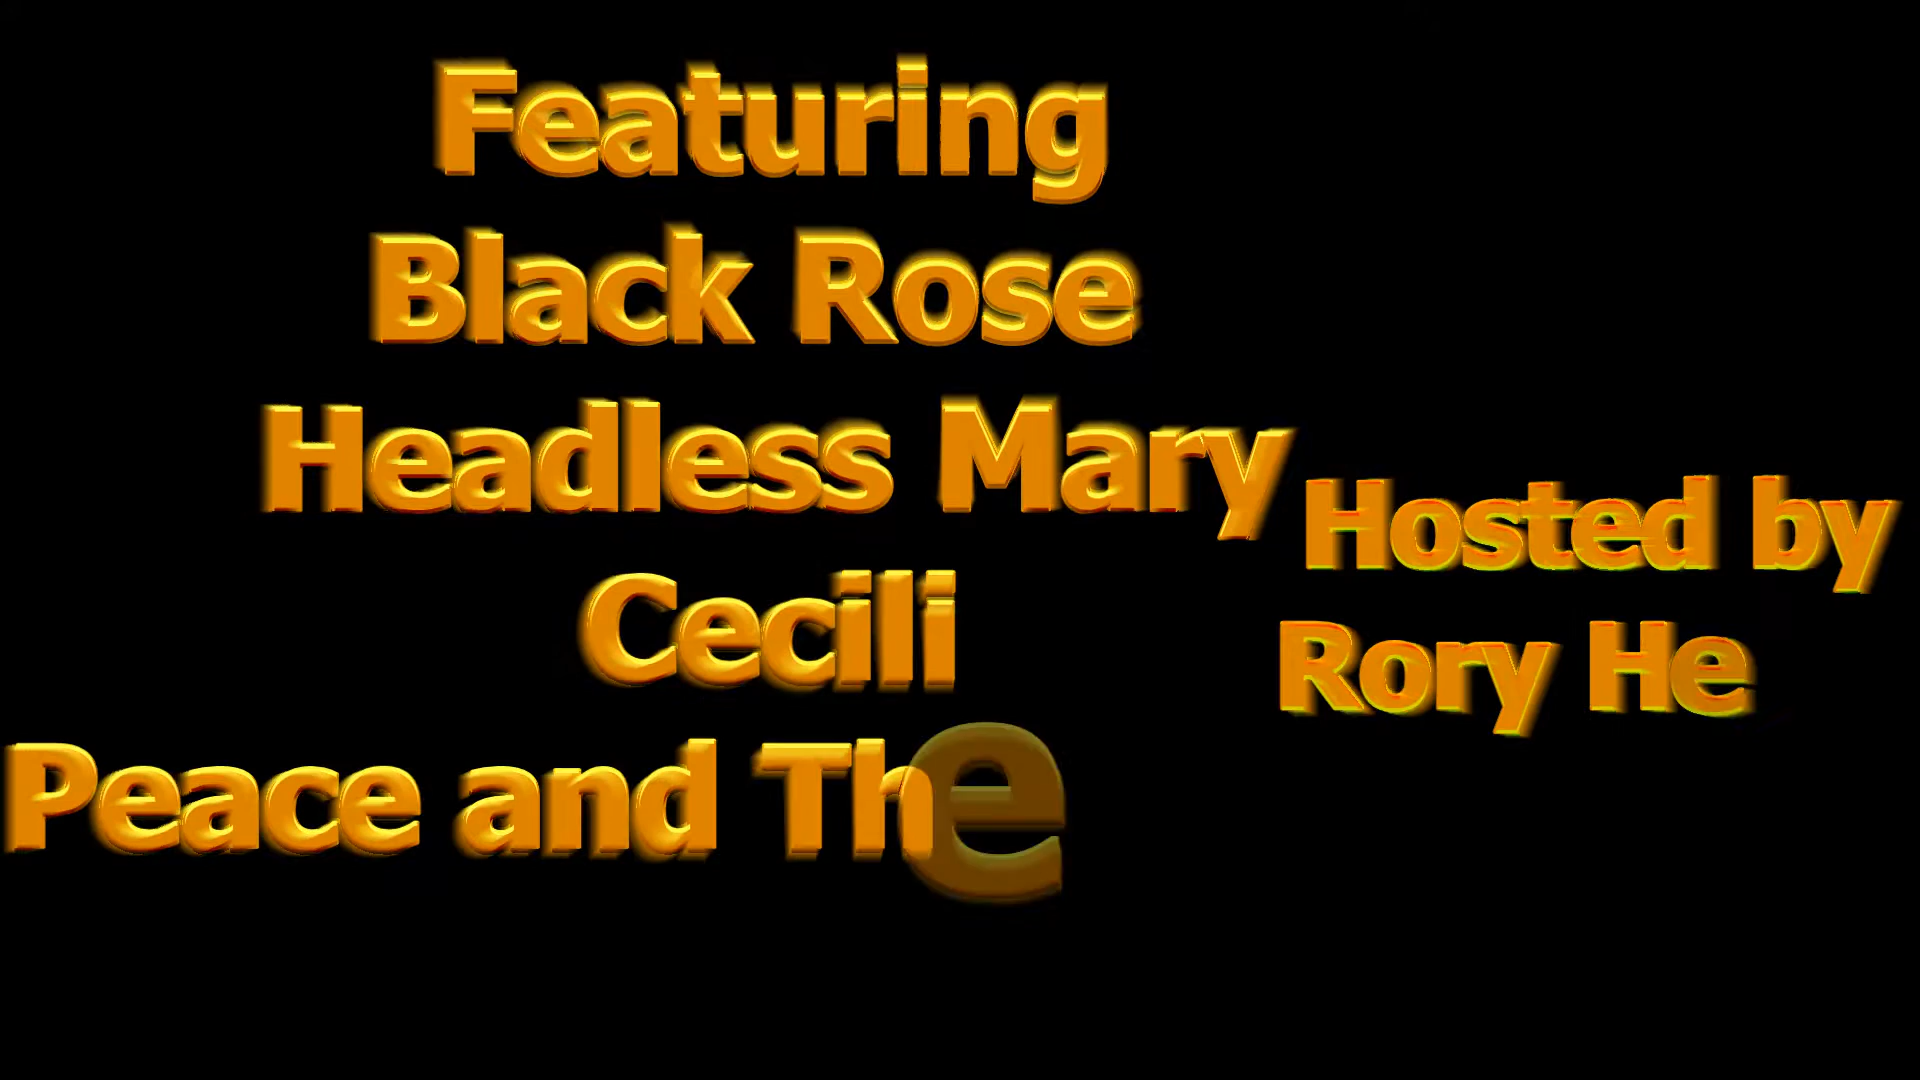 Featuring
Black Rose
Headless Mary
Cecili
Peace and The
Hosted by
Rory He